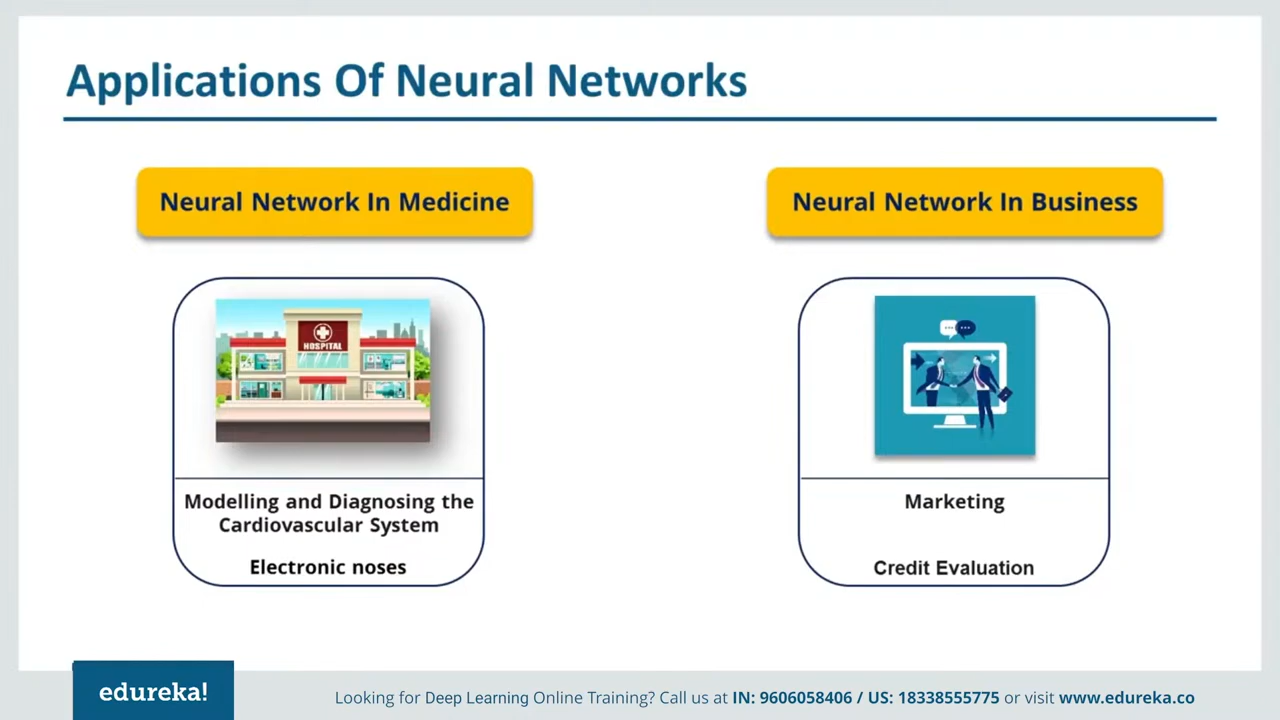 Applications Of Neural Networks
Neural Network In Medicine
HOSPITAL
Modelling and Diagnosing the
Cardiovascular System
Electronic noses
Neural Network In Business
Marketing
Credit Evaluation
edureka!
Looking for Deep Learning Online Training? Call us at IN: 9606058406 / US: 18338555775 or visit www.edureka.co